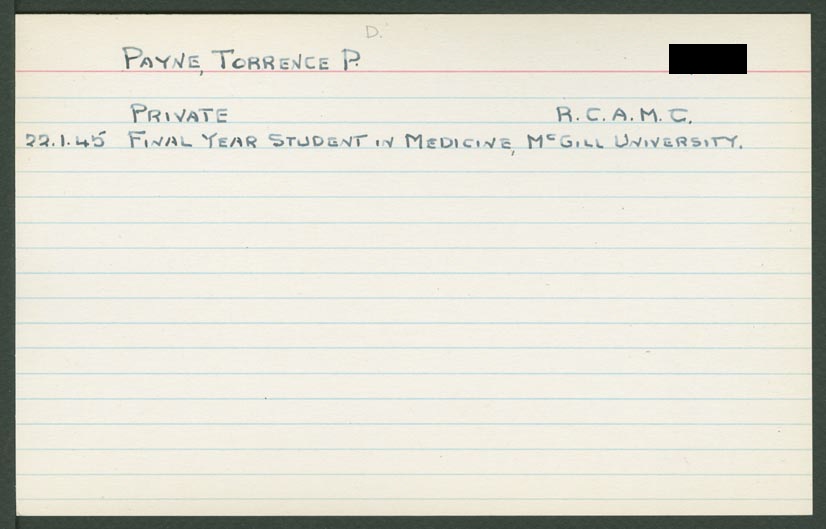 D.
PAYNE, TORRENCE P.
PRIVATE R.C.A.M.C.
22.1.45 FINAL YEAR STUDENT IN MEDICINE, McGILL UNIVERSITY.